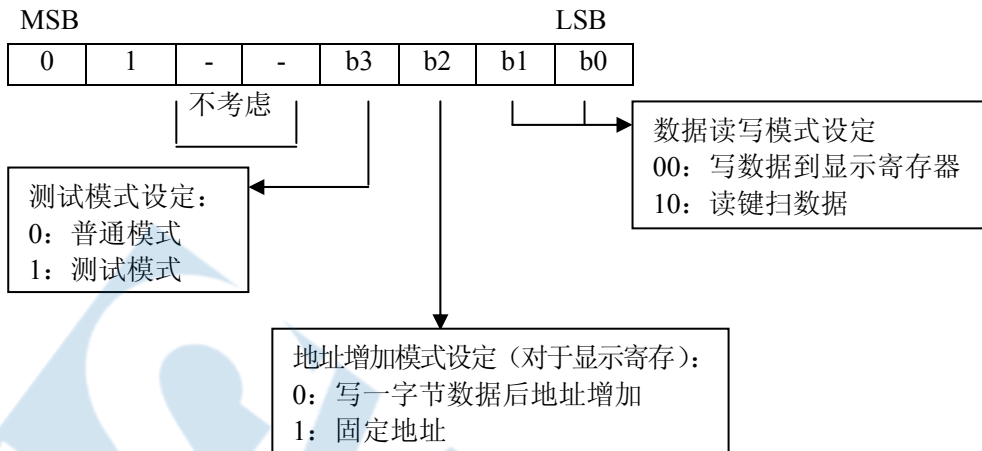 MSB LSB
0 1 - - b3 b2 b1 b0
不考虑
数据读写模式设定
00：写数据到显示寄存器
10：读键扫数据
测试模式设定：
0：普通模式
1：测试模式
地址增加模式设定（对于显示寄存）：
0：写一字节数据后地址增加
1：固定地址